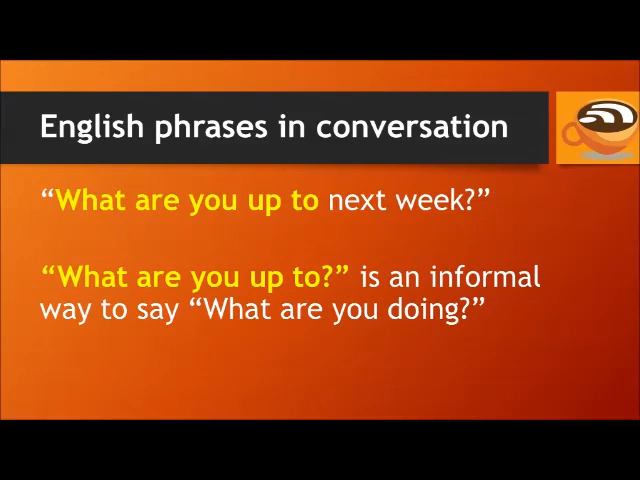 English phrases in conversation
“What are you up to next week?”
“What are you up to?” is an informal
way to say “What are you doing?”